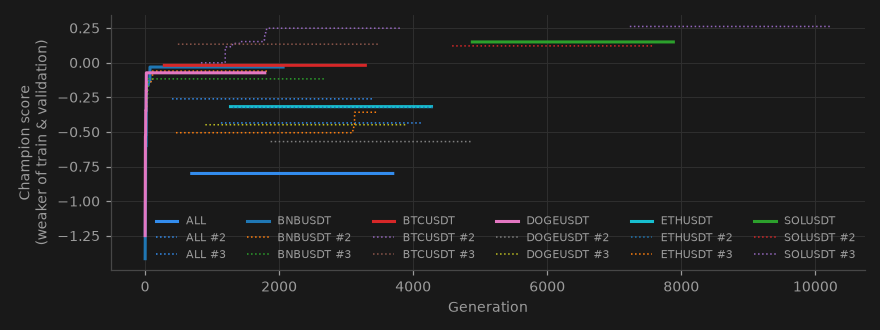 Champion score
(weaker of train & validation)
0.25
0.00
−0.25
−0.50
−0.75
−1.00
−1.25
ALL BNBUSDT BTCUSDT DOGEUSDT ETHUSDT SOLUSDT
ALL #2 BNBUSDT #2 BTCUSDT #2 DOGEUSDT #2 ETHUSDT #2 SOLUSDT #2
ALL #3 BNBUSDT #3 BTCUSDT #3 DOGEUSDT #3 ETHUSDT #3 SOLUSDT #3
0 2000 4000 6000 8000 10000
Generation